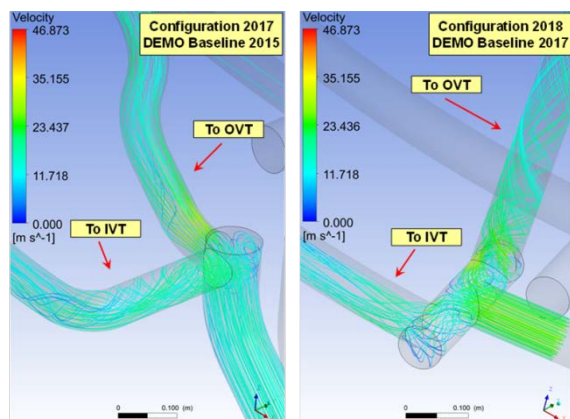 Velocity
46.873
35.155
23.437
11.718
0.000
[m s^-1]
Configuration 2017
DEMO Baseline 2015
To OVT
To IVT
0
0.100
(m)
Velocity
46.873
35.155
23.436
11.718
0.000
[m s^-1]
Configuration 2018
DEMO Baseline 2017
To OVT
To IVT
0
0.100
(m)